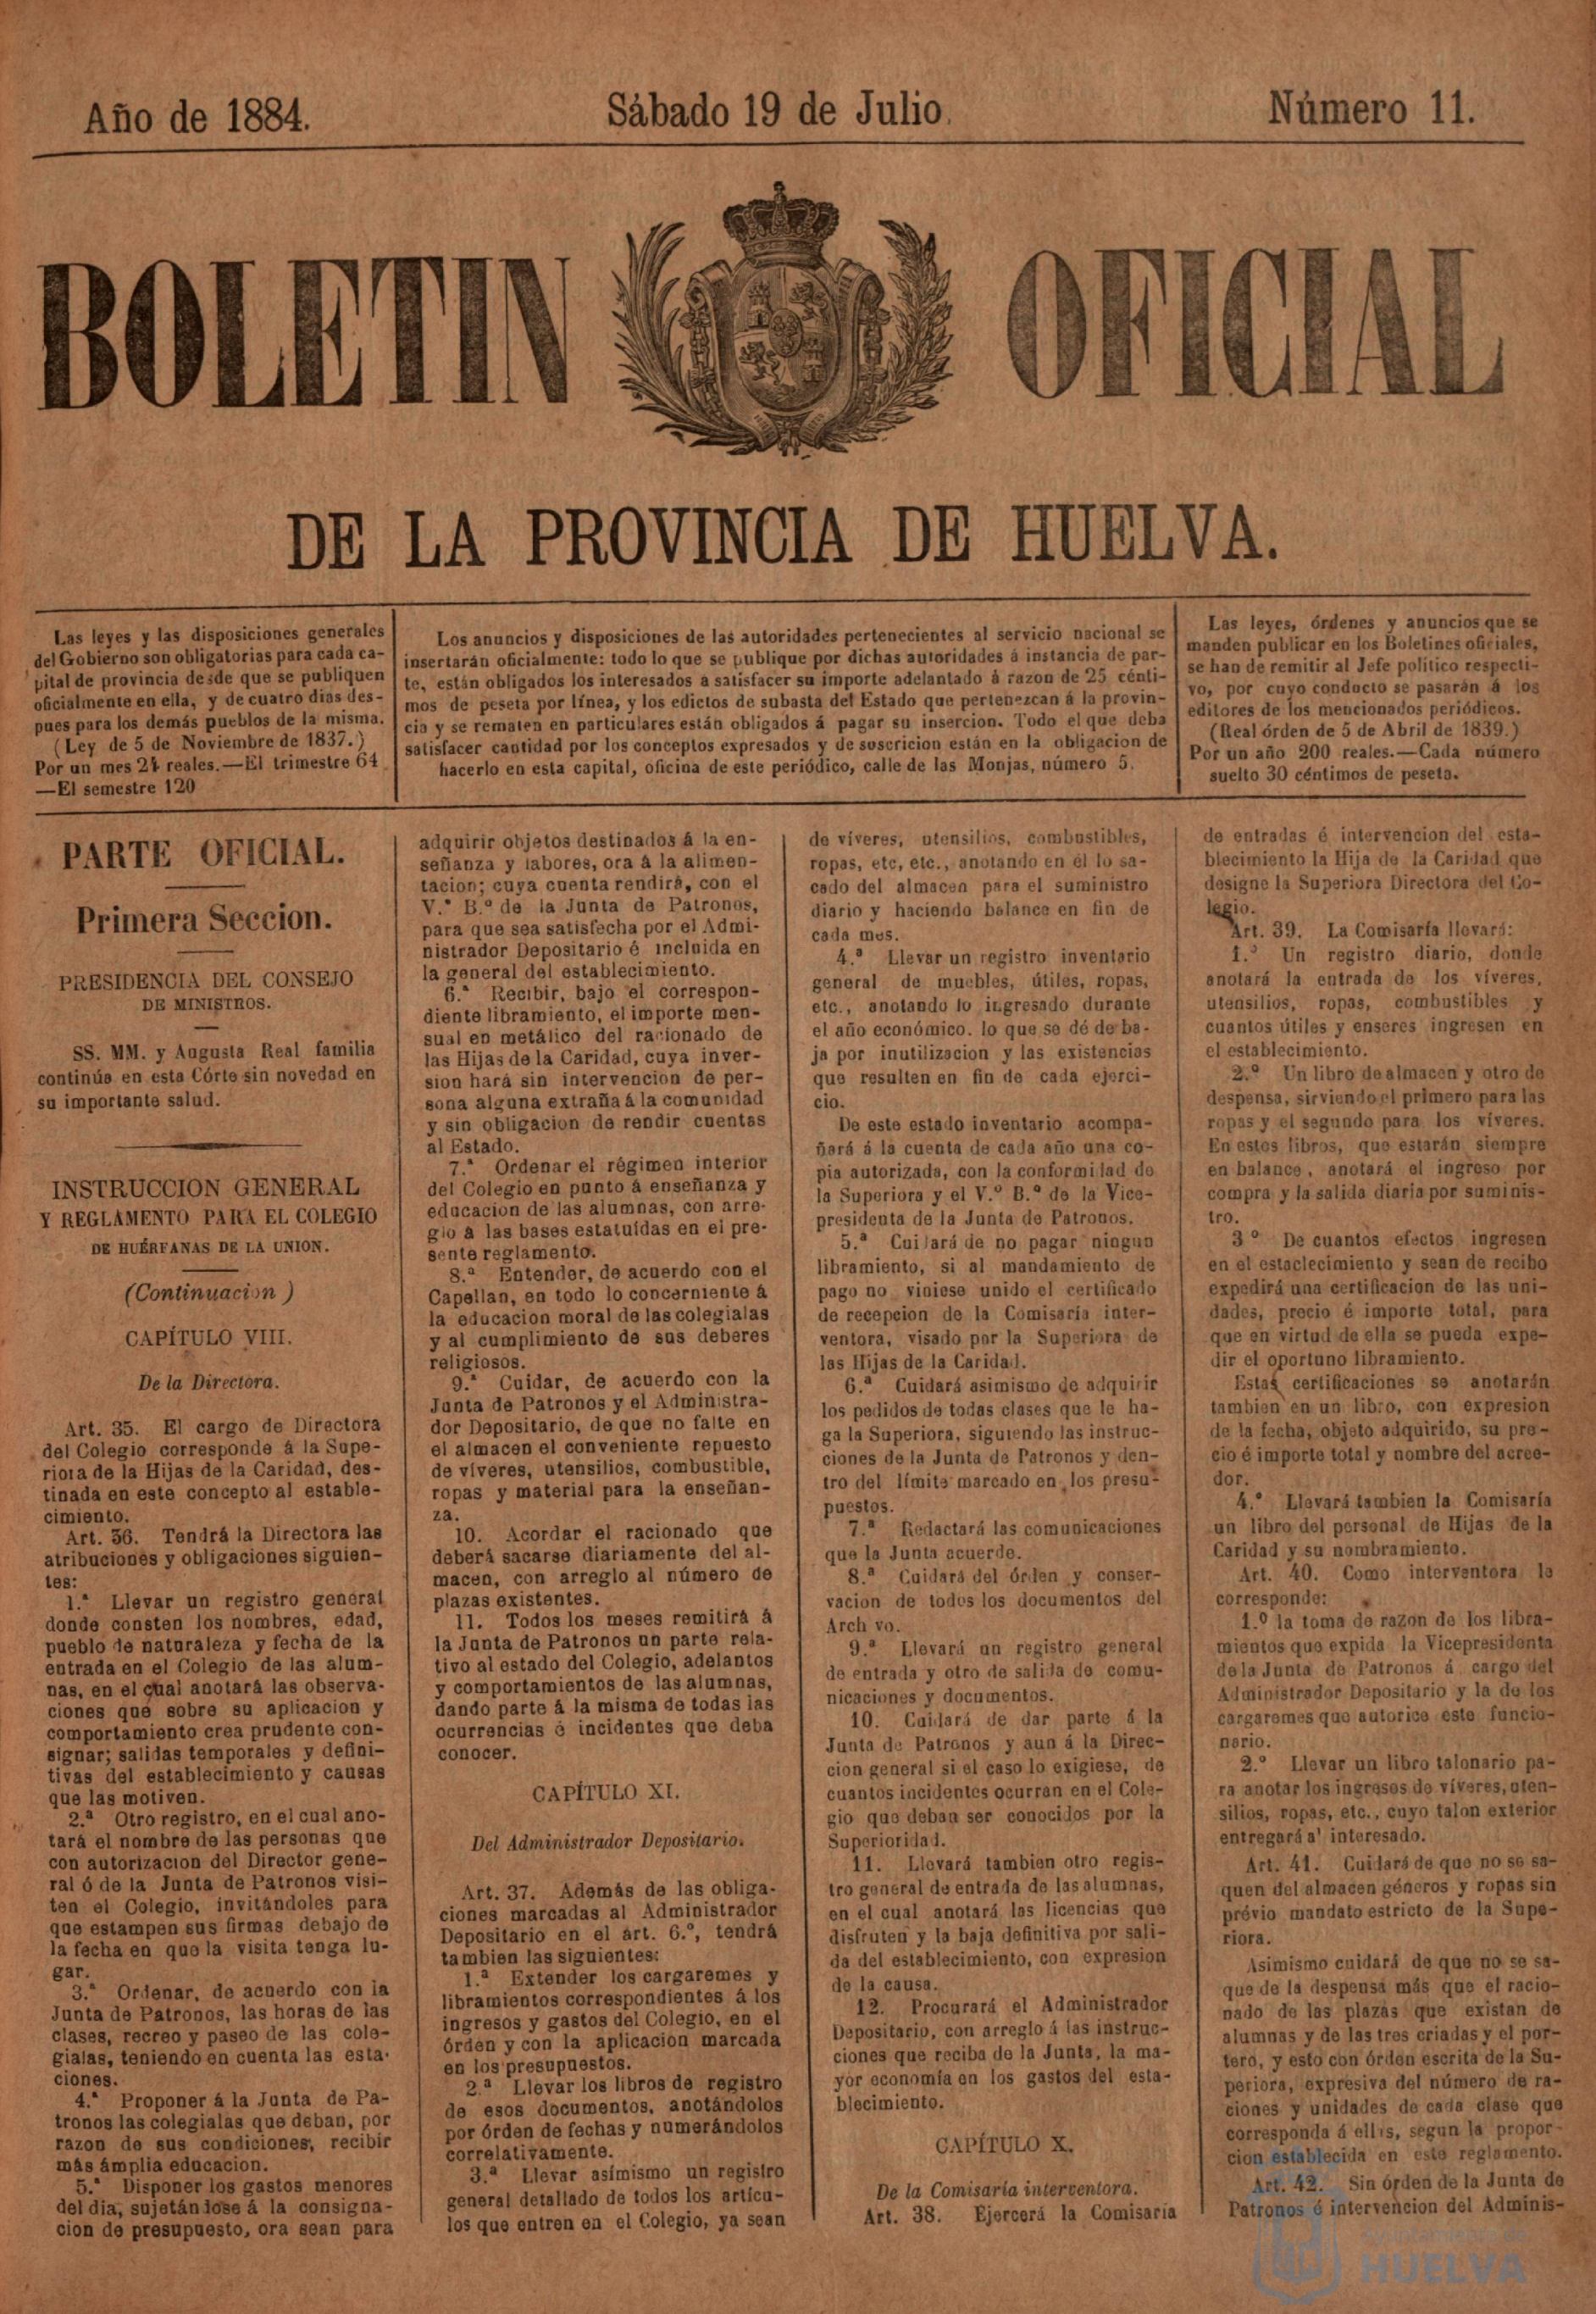 Año de 1884.
Sábado 19 de Julio.
Número 11.
BOLETIN OFICIAL
DE LA PROVINCIA DE HUELVA.
Las leyes y las disposiciones generales
del Gobierno son obligatorias para cada ca-
pital de provincia desde que se publiquen
oficialmente en ella, y de cuatro dias des-
pues para los demás pueblos de la misma.
(Ley de 5 de Noviembre de 1837.)
Por un mes 24 reales.—El trimestre 64
—El semestre 120
Los anuncios y disposiciones de las autoridades pertenecientes al servicio nacional se
insertarán oficialmente: todo lo que se publique por dichas autoridades á instancia de par-
te, están obligados los interesados a satisfacer su importe adelantado á razon de 25 cénti-
mos de peseta por línea, y los edictos de subasta del Estado que pertenezcan á la provin-
cia y se rematen en particulares están obligados á pagar su insercion. Todo el que deba
satisfacer cantidad por los conceptos expresados y de suscricion están en la obligacion de
hacerlo en esta capital, oficina de este periódico, calle de las Monjas, número 5.
Las leyes, órdenes y anuncios que se
manden publicar en los Boletines oficiales,
se han de remitir al Jefe político respecti-
vo, por cuyo conducto se pasarán á los
editores de los mencionados periódicos.
(Real órden de 5 de Abril de 1839.)
Por un año 200 reales.—Cada número
suelto 30 céntimos de peseta.
PARTE OFICIAL.
Primera Seccion.
PRESIDENCIA DEL CONSEJO
DE MINISTROS.
SS. MM. y Augusta Real familia
continúa en esta Córte sin novedad en
su importante salud.
INSTRUCCION GENERAL
Y REGLAMENTO PARA EL COLEGIO
DE HUÉRFANAS DE LA UNION.
(Continuacion)
CAPÍTULO VIII.
De la Directora.
Art. 35. El cargo de Directora
del Colegio corresponde á la Supe-
riora de la Hijas de la Caridad, des-
tinada en este concepto al estable-
cimiento.
Art. 36. Tendrá la Directora las
atribuciones y obligaciones siguien-
tes:
1.ª Llevar un registro general
donde consten los nombres, edad,
pueblo de naturaleza y fecha de la
entrada en el Colegio de las alum-
nas, en el cual anotará las observa-
ciones que sobre su aplicacion y
comportamiento crea prudente con-
signar; salidas temporales y defini-
tivas del establecimiento y causas
que las motiven.
2.ª Otro registro, en el cual ano-
tará el nombre de las personas que
con autorizacion del Director gene-
ral ó de la Junta de Patronos visi-
ten el Colegio, invitándoles para
que estampen sus firmas debajo de
la fecha en que la visita tenga lu-
gar.
3.ª Ordenar, de acuerdo con la
Junta de Patronos, las horas de las
clases, recreo y paseo de las cole-
gialas, teniendo en cuenta las esta-
ciones.
4.ª Proponer á la Junta de Pa-
tronos las colegialas que deban, por
razon de sus condiciones, recibir
más ámplia educacion.
5.ª Disponer los gastos menores
del dia, sujetándose á la consigna-
cion de presupuesto, ora sean para
adquirir objetos destinados á la en-
señanza y labores, ora á la alimen-
tacion; cuya cuenta rendirá, con el
V.º B.º de la Junta de Patronos,
para que sea satisfecha por el Admi-
nistrador Depositario é incluida en
la general del establecimiento.
6.ª Recibir, bajo el correspon-
diente libramiento, el importe men-
sual en metálico del racionado de
las Hijas de la Caridad, cuya inver-
sion hará sin intervencion de per-
sona alguna extraña á la comunidad
y sin obligacion de rendir cuentas
al Estado.
7.ª Ordenar el régimen interior
del Colegio en punto á enseñanza y
educacion de las alumnas, con arre-
glo á las bases estatuídas en el pre-
sente reglamento.
8.ª Entender, de acuerdo con el
Capellan, en todo lo concerniente á
la educacion moral de las colegialas
y al cumplimiento de sus deberes
religiosos.
9.ª Cuidar, de acuerdo con la
Junta de Patronos y el Administra-
dor Depositario, de que no falte en
el almacen el conveniente repuesto
de víveres, utensilios, combustible,
ropas y material para la enseñan-
za.
10. Acordar el racionado que
deberá sacarse diariamente del al-
macen, con arreglo al número de
plazas existentes.
11. Todos los meses remitirá á
la Junta de Patronos un parte rela-
tivo al estado del Colegio, adelantos
y comportamientos de las alumnas,
dando parte á la misma de todas las
ocurrencias é incidentes que deba
conocer.
CAPÍTULO XI.
Del Administrador Depositario.
Art. 37. Además de las obliga-
ciones marcadas al Administrador
Depositario en el árt. 6.º, tendrá
tambien las siguientes:
1.ª Extender los cargaremes y
libramientos correspondientes á los
ingresos y gastos del Colegio, en el
órden y con la aplicacion marcada
en los presupuestos.
2.ª Llevar los libros de registro
de esos documentos, anotándolos
por órden de fechas y numerándolos
correlativamente.
3.ª Llevar asímismo un registro
general detallado de todos los artícu-
los que entren en el Colegio, ya sean
de víveres, utensilios, combustibles,
ropas, etc, etc., anotando en él lo sa-
cado del almacen para el suministro
diario y haciendo balance en fin de
cada mes.
4.ª Llevar un registro inventario
general de muebles, útiles, ropas,
etc., anotando lo ingresado durante
el año económico. lo que se dé de ba-
ja por inutilizacion y las existencias
que resulten en fin de cada ejerci-
cio.
De este estado inventario acompa-
ñará á la cuenta de cada año una co-
pia autorizada, con la conformidad de
la Superiora y el V.º B.º de la Vice-
presidenta de la Junta de Patronos.
5.ª Cuidará de no pagar ningun
libramiento, si al mandamiento de
pago no viniese unido el certificado
de recepcion de la Comisaría inter-
ventora, visado por la Superiora de
las Hijas de la Caridad.
6.ª Cuidará asimismo de adquirir
los pedidos de todas clases que le ha-
ga la Superiora, siguiendo las instruc-
ciones de la Junta de Patronos y den-
tro del límite marcado en los presu-
puestos.
7.ª Redactará las comunicaciones
que la Junta acuerde.
8.ª Cuidará del órden y conser-
vacion de todos los documentos del
Arch vo.
9.ª Llevará un registro general
de entrada y otro de salida de comu-
nicaciones y documentos.
10. Cuidará de dar parte á la
Junta de Patronos y aun á la Direc-
cion general si el caso lo exigiese, de
cuantos incidentes ocurran en el Cole-
gio que deban ser conocidos por la
Superioridad.
11. Llevará tambien otro regis-
tro general de entrada de las alumnas,
en el cual anotará las licencias que
disfruten y la baja definitiva por sali-
da del establecimiento, con expresion
de la causa.
12. Procurará el Administrador
Depositario, con arreglo á las instruc-
ciones que reciba de la Junta, la ma-
yor economía en los gastos del esta-
blecimiento.
CAPÍTULO X.
De la Comisaría interventora.
Art. 38. Ejercerá la Comisaría
de entradas é intervencion del esta-
blecimiento la Hija de la Caridad que
designe la Superiora Directora del Co-
legio.
Art. 39. La Comisaría llevará:
1.º Un registro diario, donde
anotará la entrada de los víveres,
utensilios, ropas, combustibles y
cuantos útiles y enseres ingresen en
el establecimiento.
2.º Un libro de almacen y otro de
despensa, sirviendo el primero para las
ropas y el segundo para los víveres.
En estos libros, que estarán siempre
en balance, anotará el ingreso por
compra y la salida diaria por suminis-
tro.
3º De cuantos efectos ingresen
en el estaclecimiento y sean de recibo
expedirá una certificacion de las uni-
dades, precio é importe total, para
que en virtud de ella se pueda expe-
dir el oportuno libramiento.
Estas certificaciones se anotarán
tambien en un libro, con expresion
de la fecha, objeto adquirido, su pre-
cio é importe total y nombre del acree-
dor.
4.º Llevará tambien la Comisaría
un libro del personal de Hijas de la
Caridad y su nombramiento.
Art. 40. Como interventora la
corresponde:
1.º la toma de razon de los libra-
mientos que expida la Vicepresidenta
de la Junta de Patronos á cargo del
Administrador Depositario y la de los
cargaremes que autorice este funcio-
nario.
2.º Llevar un libro talonario pa-
ra anotar los ingresos de víveres, uten-
silios, ropas, etc., cuyo talon exterior
entregará a' interesado.
Art. 41. Cuidará de que no se sa-
quen del almacen géneros y ropas sin
prévio mandato estricto de la Supe-
riora.
Asimismo cuidará de que no se sa-
que de la despensa más que el racio-
nado de las plazas que existan de
alumnas y de las tres criadas y el por-
tero, y esto con órden escrita de la Su-
periora, expresiva del número de ra-
ciones y unidades de cada clase que
corresponda á ellas, segun la propor-
cion establecida en este reglamento.
Art. 42. Sin órden de la Junta de
Patronos é intervencion del Adminis-
Ayuntamiento de
HUELVA